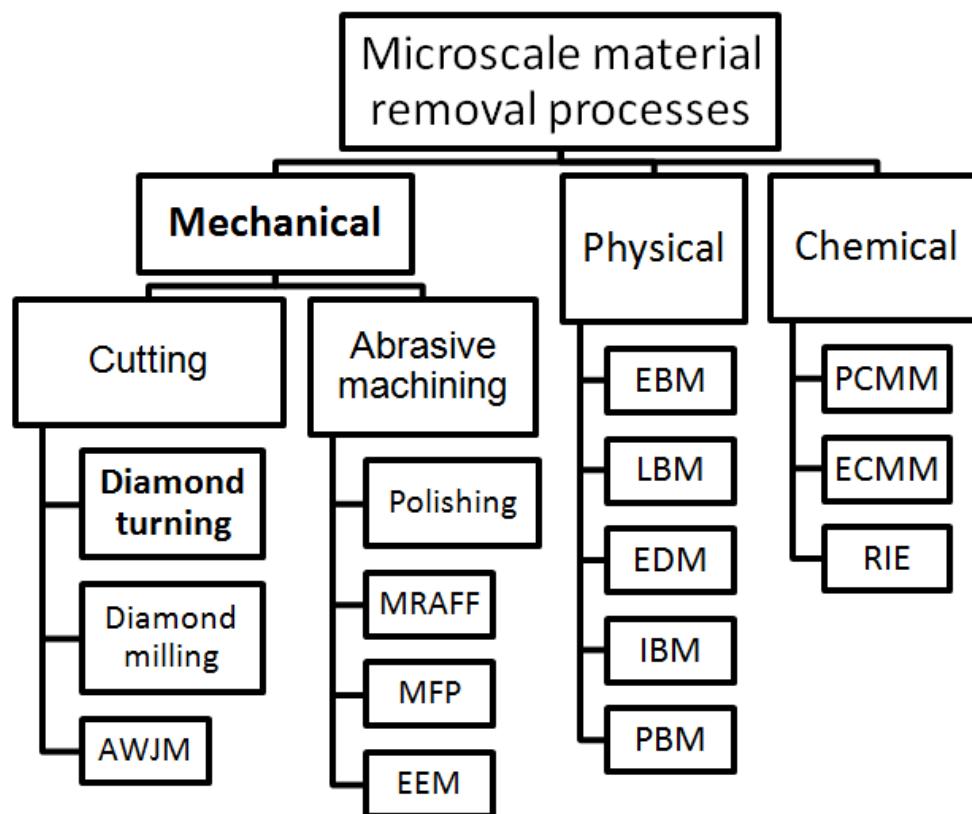 Microscale material
removal processes
Mechanical
Physical
Chemical
Cutting
Abrasive
machining
Diamond
turning
Diamond
milling
AWJM
Polishing
MRAFF
MFP
EEM
EBM
LBM
EDM
IBM
PBM
PCMM
ECMM
RIE